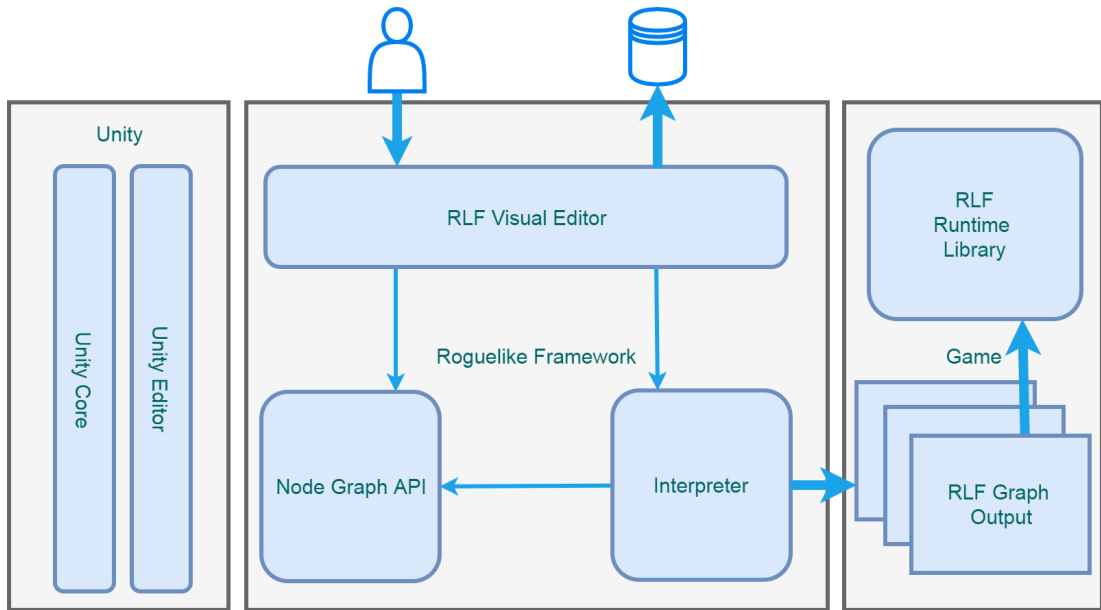 Unity
Unity Core
Unity Editor
RLF Visual Editor
Roguelike Framework
Node Graph API
Interpreter
RLF
Runtime
Library
Game
RLF Graph
Output